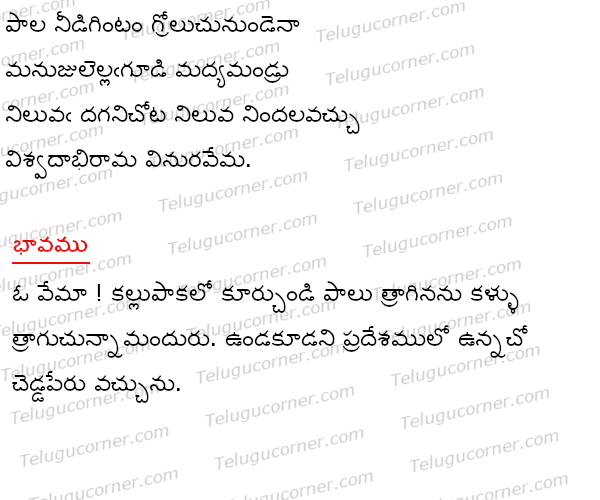 పాల నీడిగింటం గ్రోలుచునుండెనా
మనుజులెల్లఁగూడి మద్యమండ్రు
నిలువఁ దగనిచోట నిలువ నిందలవచ్చు
విశ్వదాభిరామ వినురవేమ.
భావము
ఓ వేమా ! కల్లుపాకలో కూర్చుండి పాలు త్రాగినను కళ్ళు
త్రాగుచున్నామందురు. ఉండకూడని ప్రదేశములో ఉన్నచో
చెడ్డపేరు వచ్చును.
Telugucorner.com